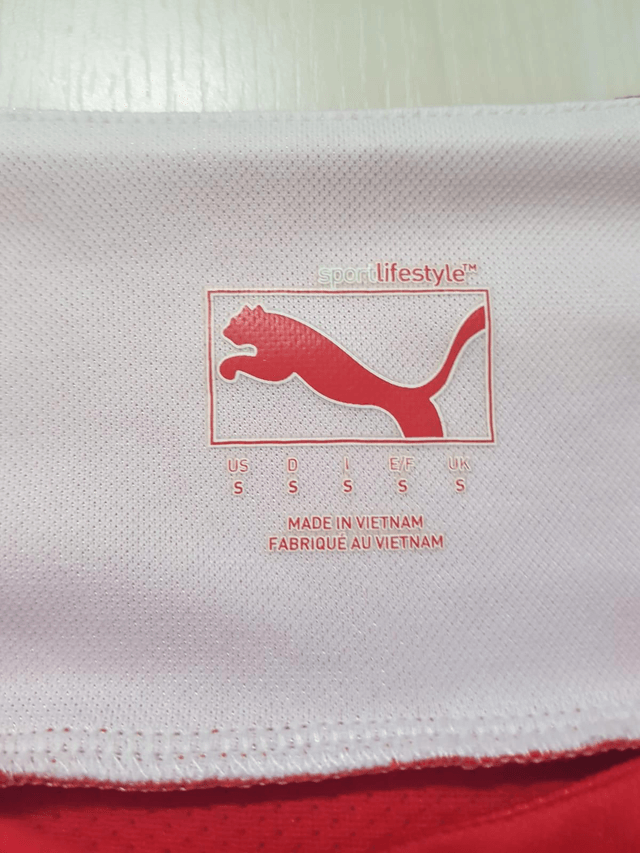 sportlifestyle™
US D I E/F UK
S S S S S
MADE IN VIETNAM
FABRIQUÉ AU VIETNAM